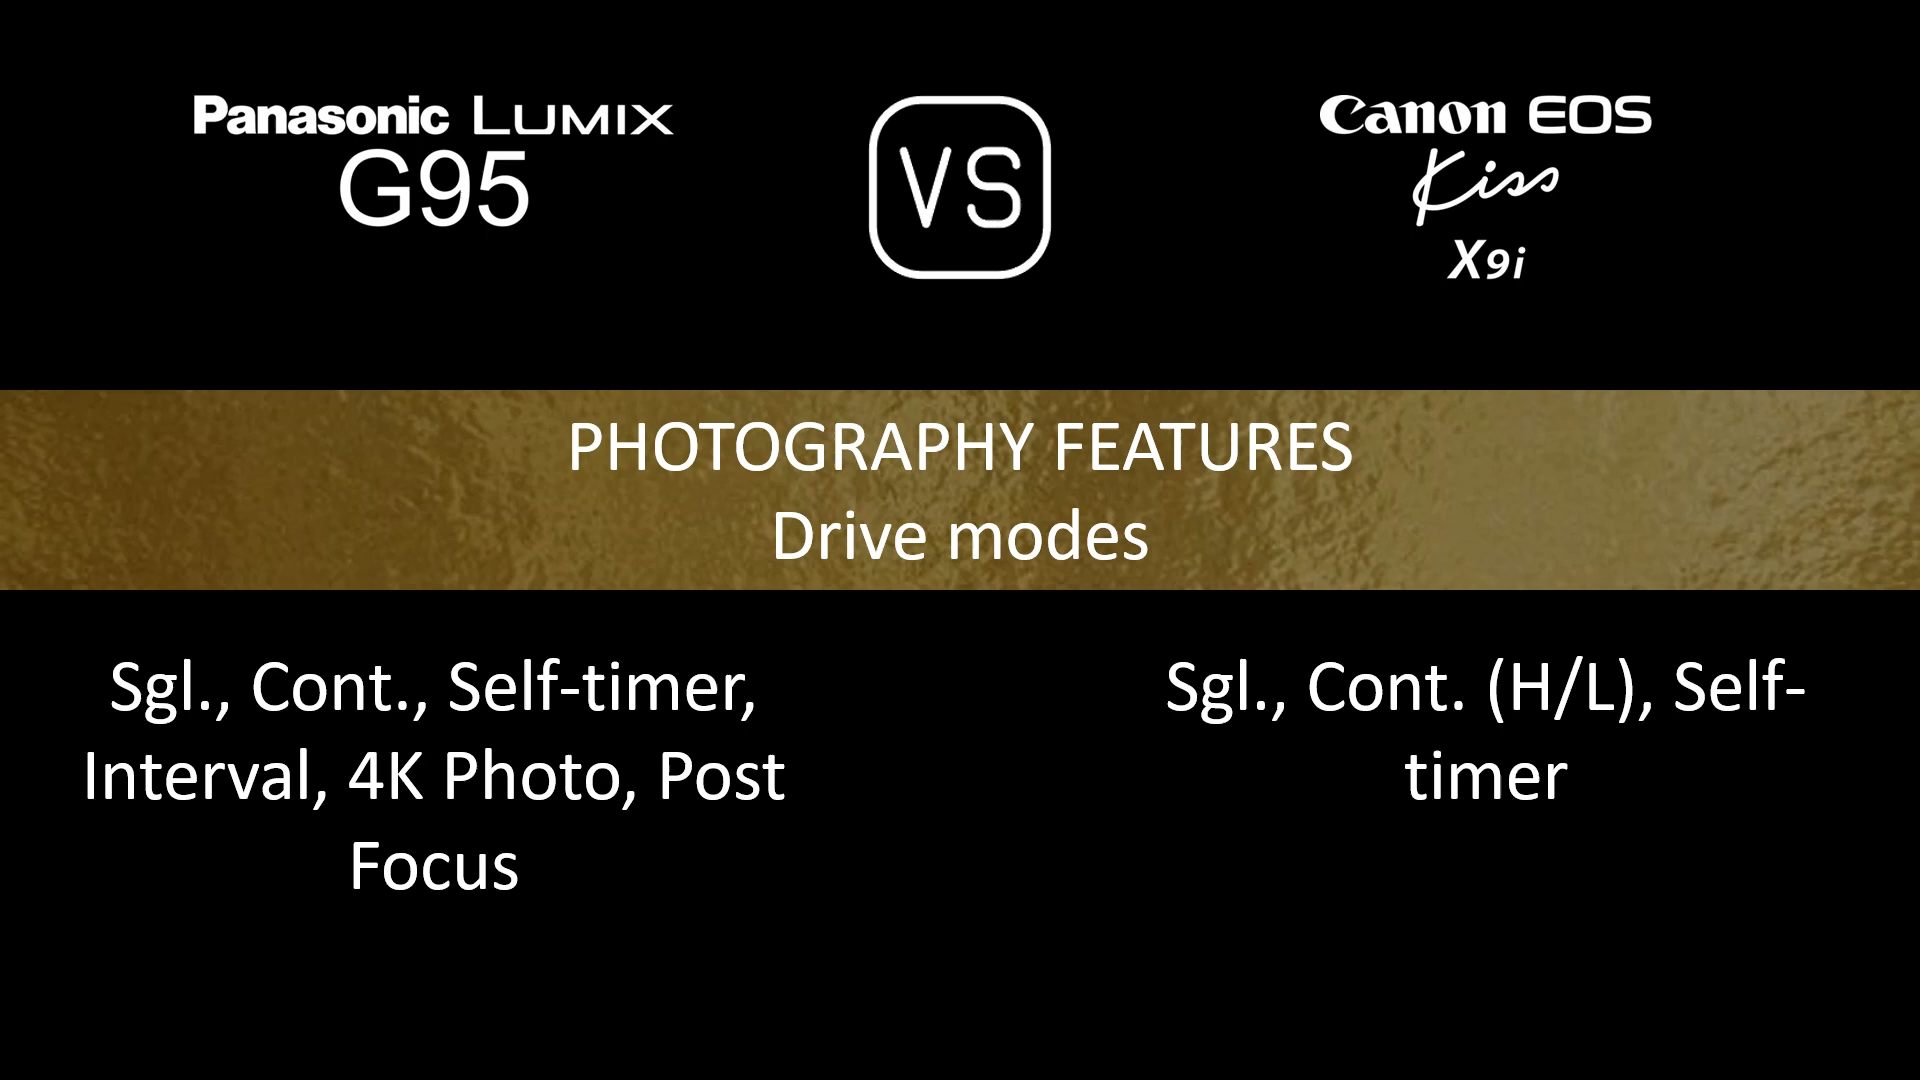 Panasonic LUMIX
G95
VS
Canon EOS
Kiss
X9i
PHOTOGRAPHY FEATURES
Drive modes
Sgl., Cont., Self-timer,
Interval, 4K Photo, Post
Focus
Sgl., Cont. (H/L), Self-
timer